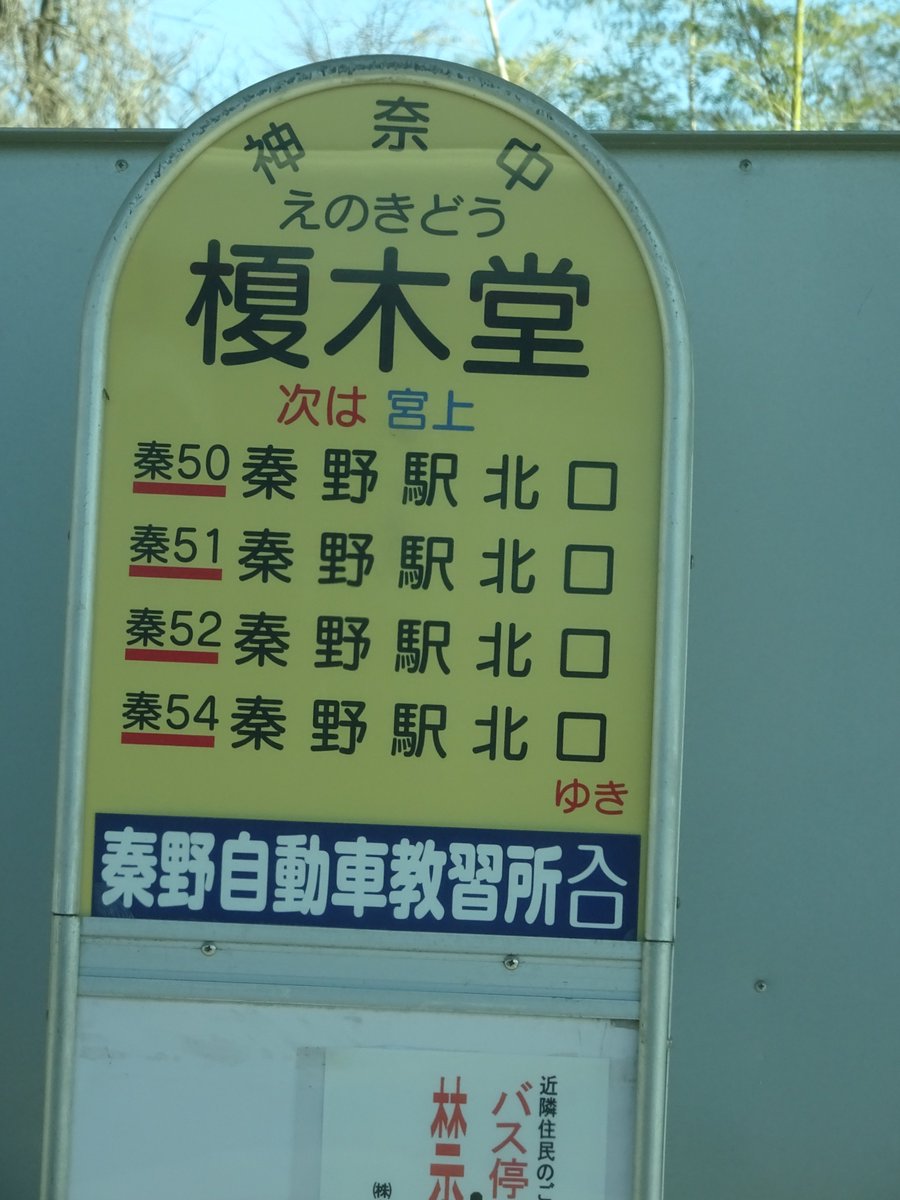 神奈中
えのきどう
榎木堂
次は 宮上
秦50 秦野駅北口
秦51 秦野駅北口
秦52 秦野駅北口
秦54 秦野駅北口
ゆき
秦野自動車教習所入口
近隣住民のご
バス停
禁
㈱